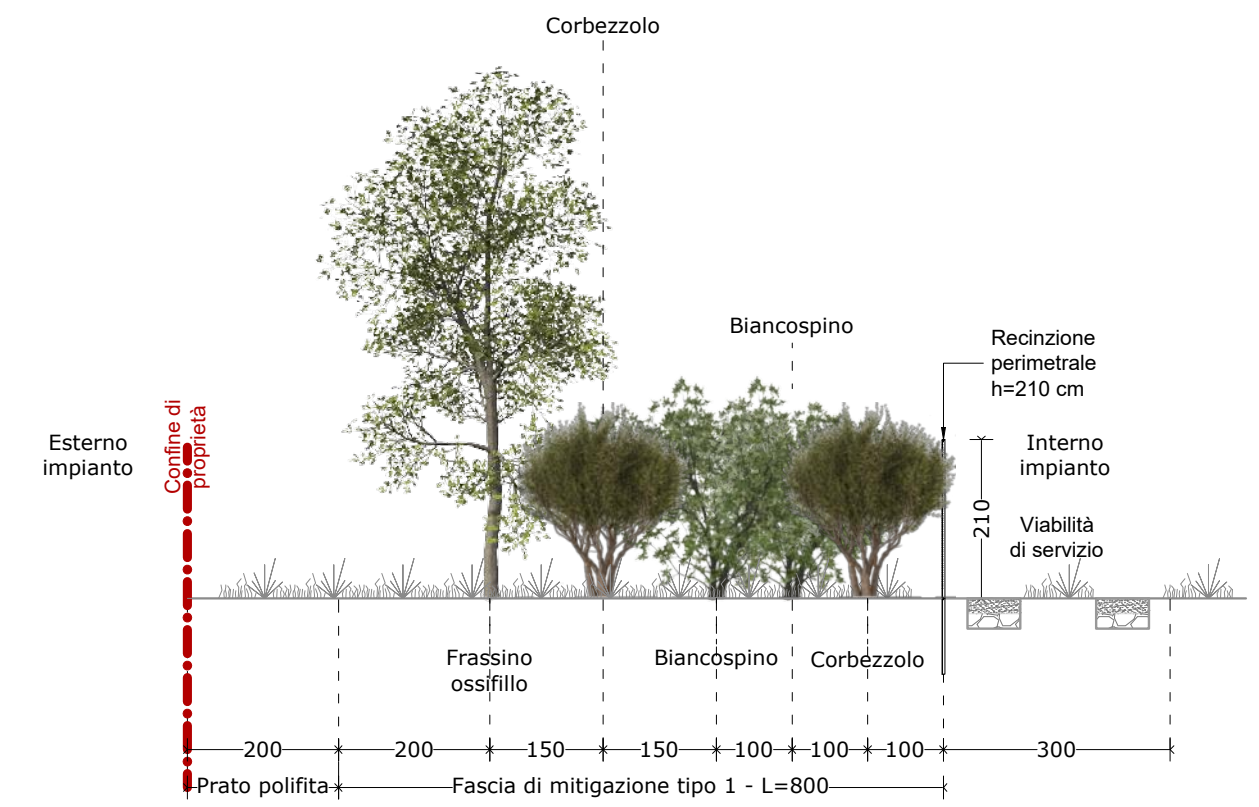 Corbezzolo
Biancospino
Recinzione
perimetrale
h=210 cm
Esterno
impianto
Confine di
proprietà
Interno
impianto
210
Viabilità
di servizio
Frassino
ossifillo
Biancospino
Corbezzolo
200
200
150
150
100
100
100
300
Prato polifita
Fascia di mitigazione tipo 1 - L=800